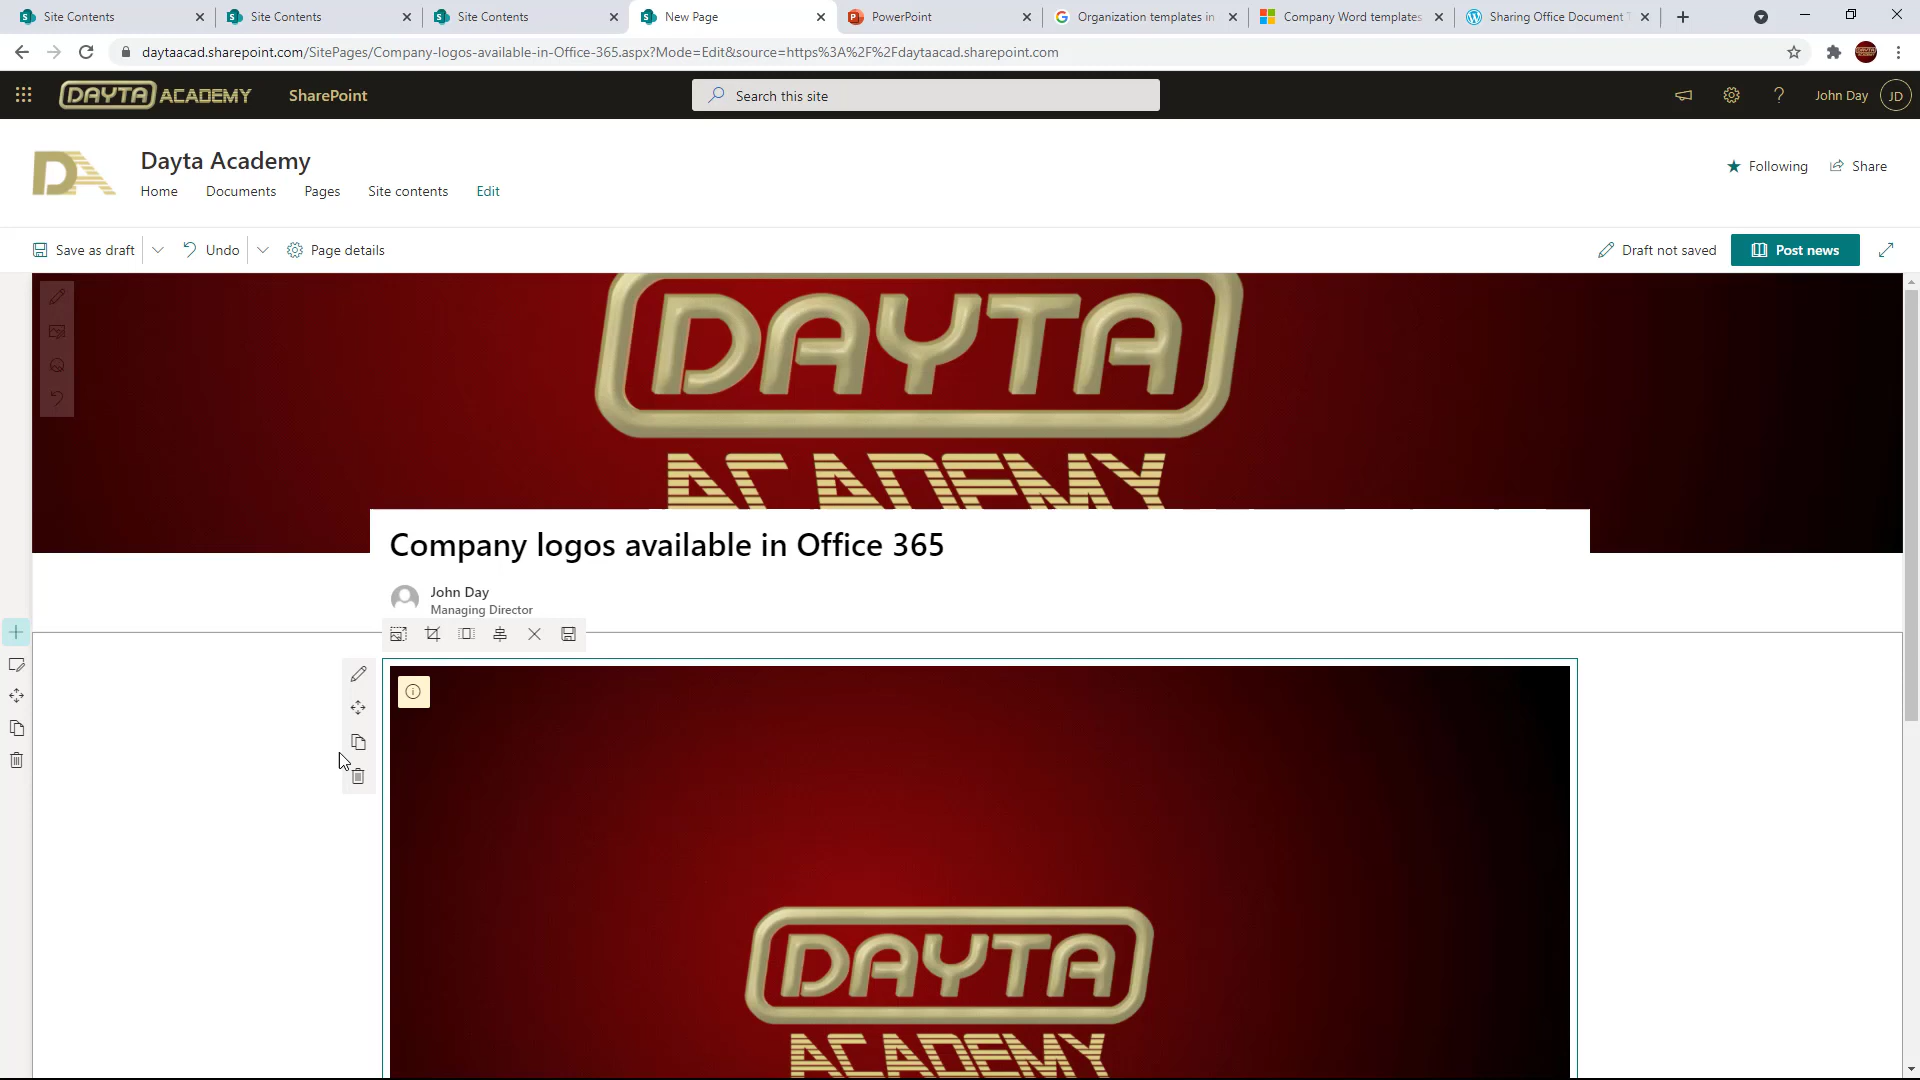 Site Contents
Site Contents
Site Contents
New Page
PowerPoint
Organization templates in
Company Word templates
Sharing Office Document T
daytaacad.sharepoint.com/SitePages/Company-logos-available-in-Office-365.aspx?Mode=Edit&source=https%3A%2F%2Fdaytaacad.sharepoint.com
DAYTA ACADEMY
SharePoint
Search this site
John Day
JD
DA
Dayta Academy
Home
Documents
Pages
Site contents
Edit
Following
Share
Save as draft
Undo
Page details
Draft not saved
Post news
DAYTA
ACADEMY
Company logos available in Office 365
John Day
Managing Director
DAYTA
ACADEMY